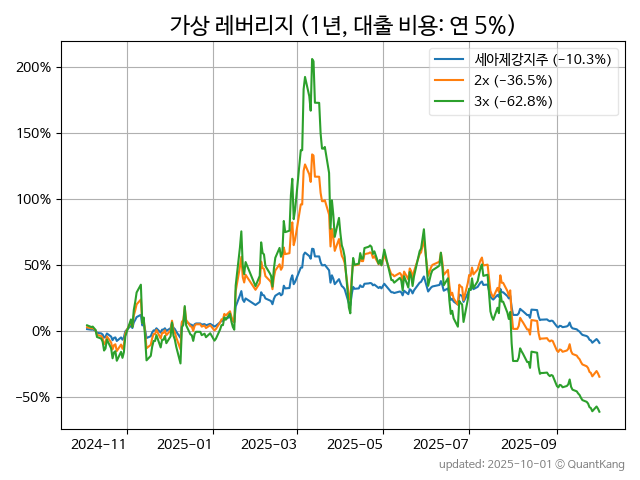 가상 레버리지 (1년, 대출 비용: 연 5%)
세아제강지주 (-10.3%)
2x (-36.5%)
3x (-62.8%)
200%
150%
100%
50%
0%
-50%
2024-11
2025-01
2025-03
2025-05
2025-07
2025-09
updated: 2025-10-01 © QuantKang